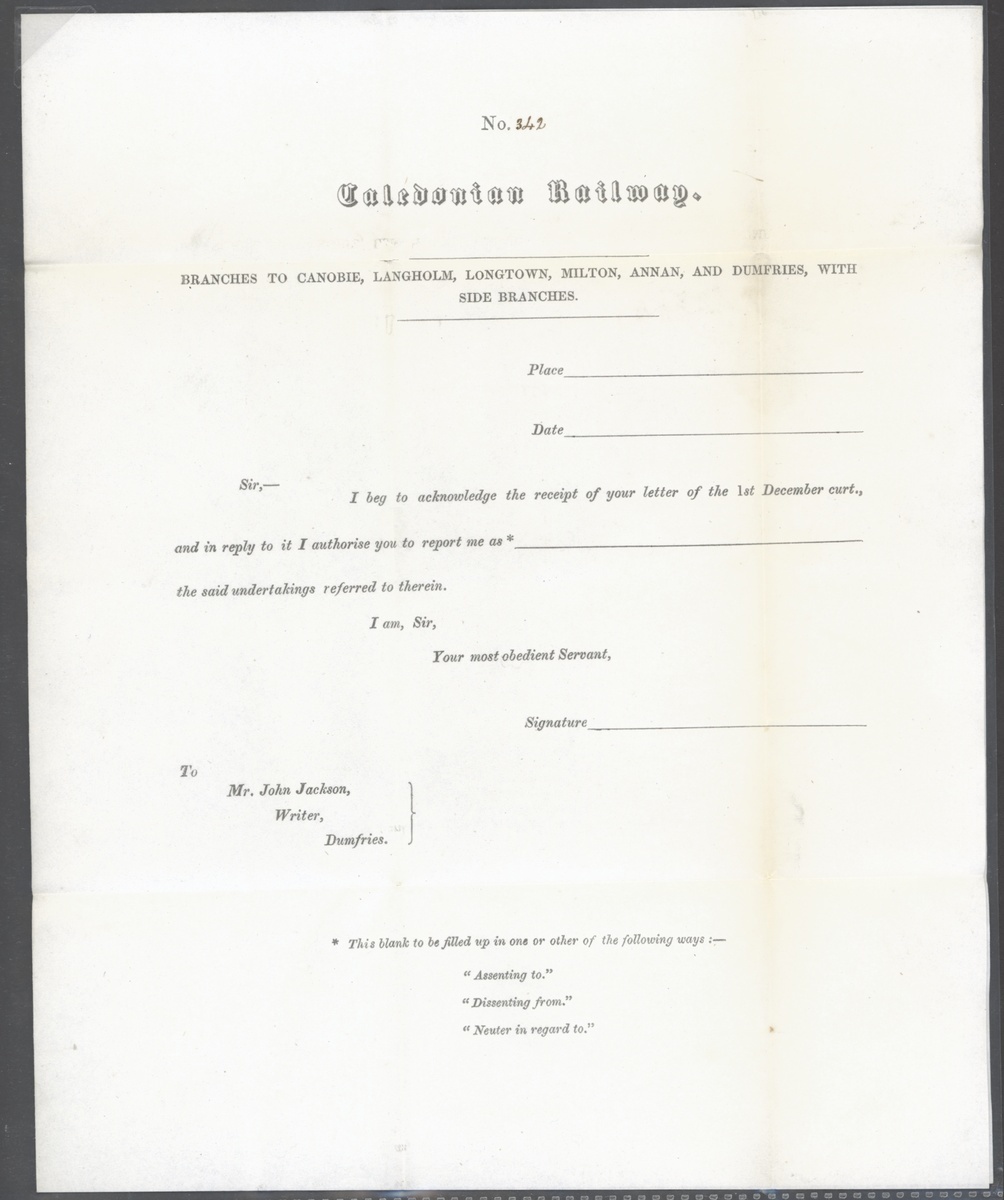 No. 342
Caledonian Railway.
BRANCHES TO CANOBIE, LANGHOLM, LONGTOWN, MILTON, ANNAN, AND DUMFRIES, WITH
SIDE BRANCHES.
Place
Date
Sir,—
I beg to acknowledge the receipt of your letter of the 1st December curt.,
and in reply to it I authorise you to report me as *
the said undertakings referred to therein.
I am, Sir,
Your most obedient Servant,
Signature
To
Mr. John Jackson,
Writer,
Dumfries.
* This blank to be filled up in one or other of the following ways :—
“ Assenting to.”
“ Dissenting from.”
“ Neuter in regard to.”